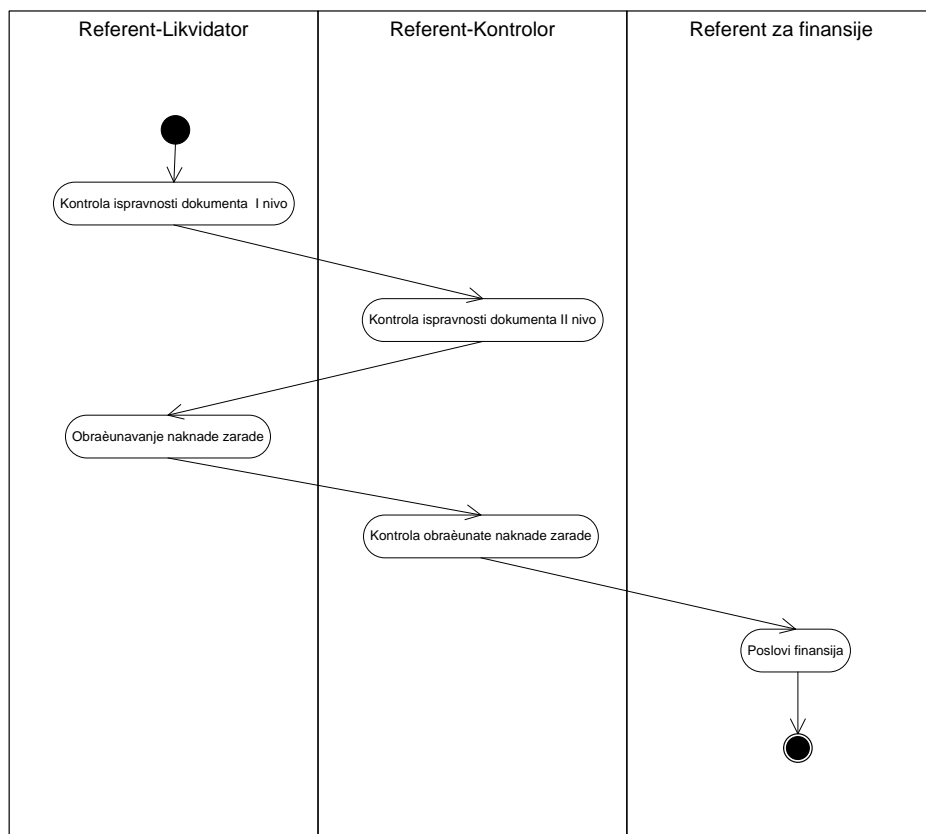 Referent-Likvidator
Referent-Kontrolor
Referent za finansije
Kontrola ispravnosti dokumenta  I nivo
Kontrola ispravnosti dokumenta II nivo
Obraèunavanje naknade zarade
Kontrola obraèunate naknade zarade
Poslovi finansija